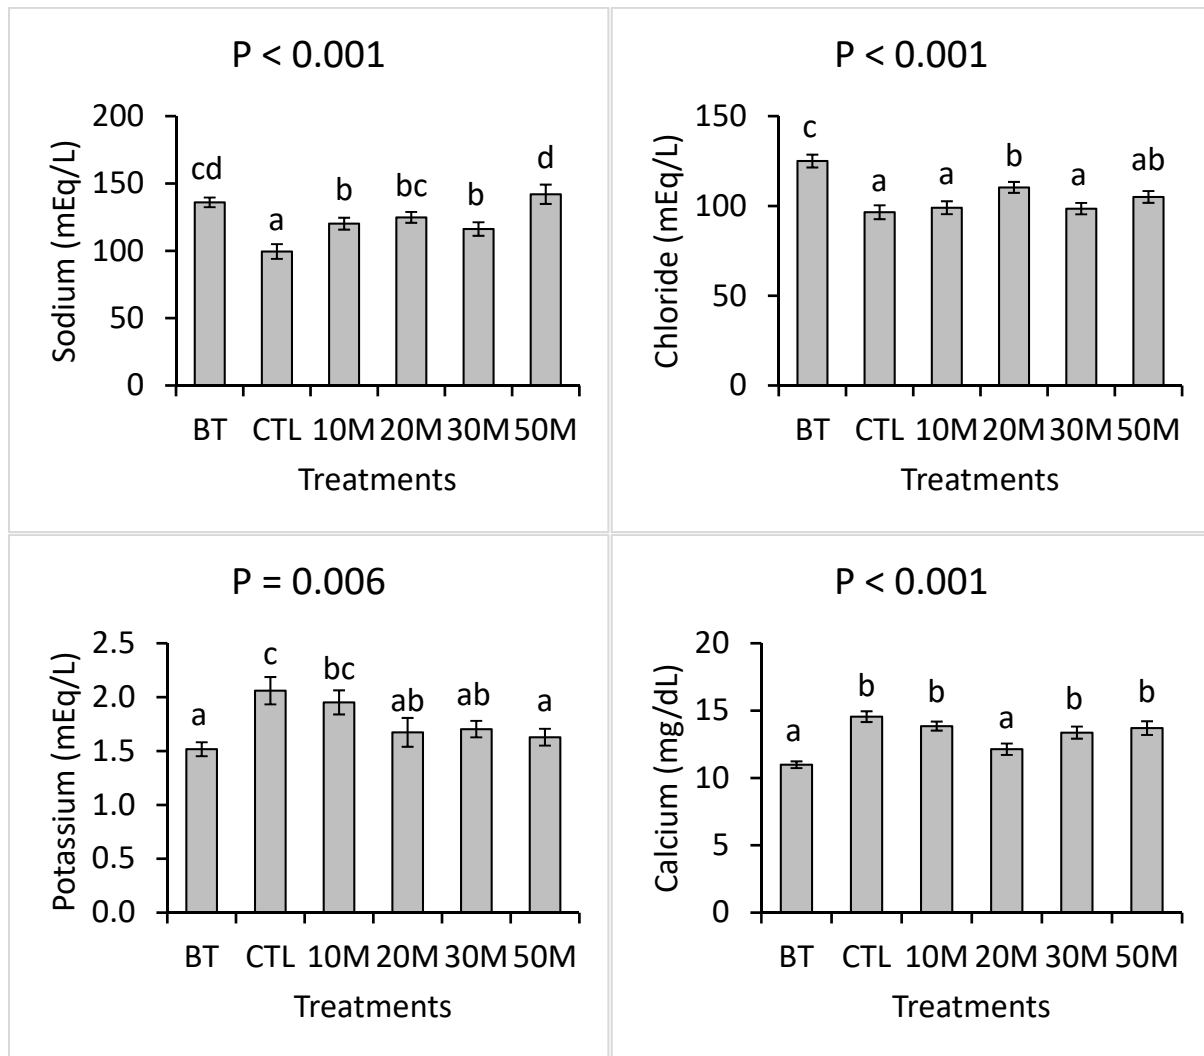 P < 0.001
Sodium (mEq/L)
200
150
100
50
0
cd
a
b
bc
b
d
BT CTL 10M 20M 30M 50M
Treatments
P < 0.001
Chloride (mEq/L)
150
100
50
0
c
a
a
b
a
ab
BT CTL 10M 20M 30M 50M
Treatments
P = 0.006
Potassium (mEq/L)
2.5
2.0
1.5
1.0
0.5
0.0
a
c
bc
ab
ab
a
BT CTL 10M 20M 30M 50M
Treatments
P < 0.001
Calcium (mg/dL)
20
15
10
5
0
a
b
b
a
b
b
BT CTL 10M 20M 30M 50M
Treatments